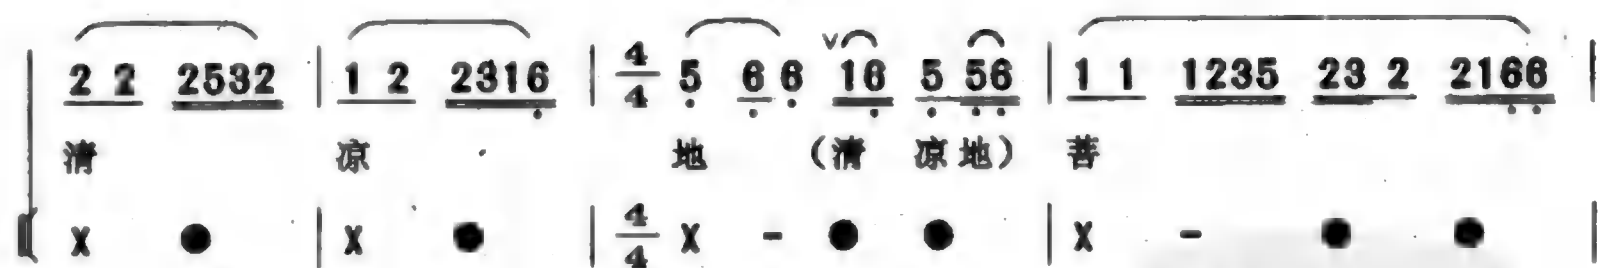 2 2 2532 | 1 2 2316 | 4/4 5 6 6 ∨16 5 56 | 1 1 1235 23 2 2166 |
清 凉 地 （清 凉地） 菩
X ● | X ● | 4/4 X - ● ● | X - ● ● |